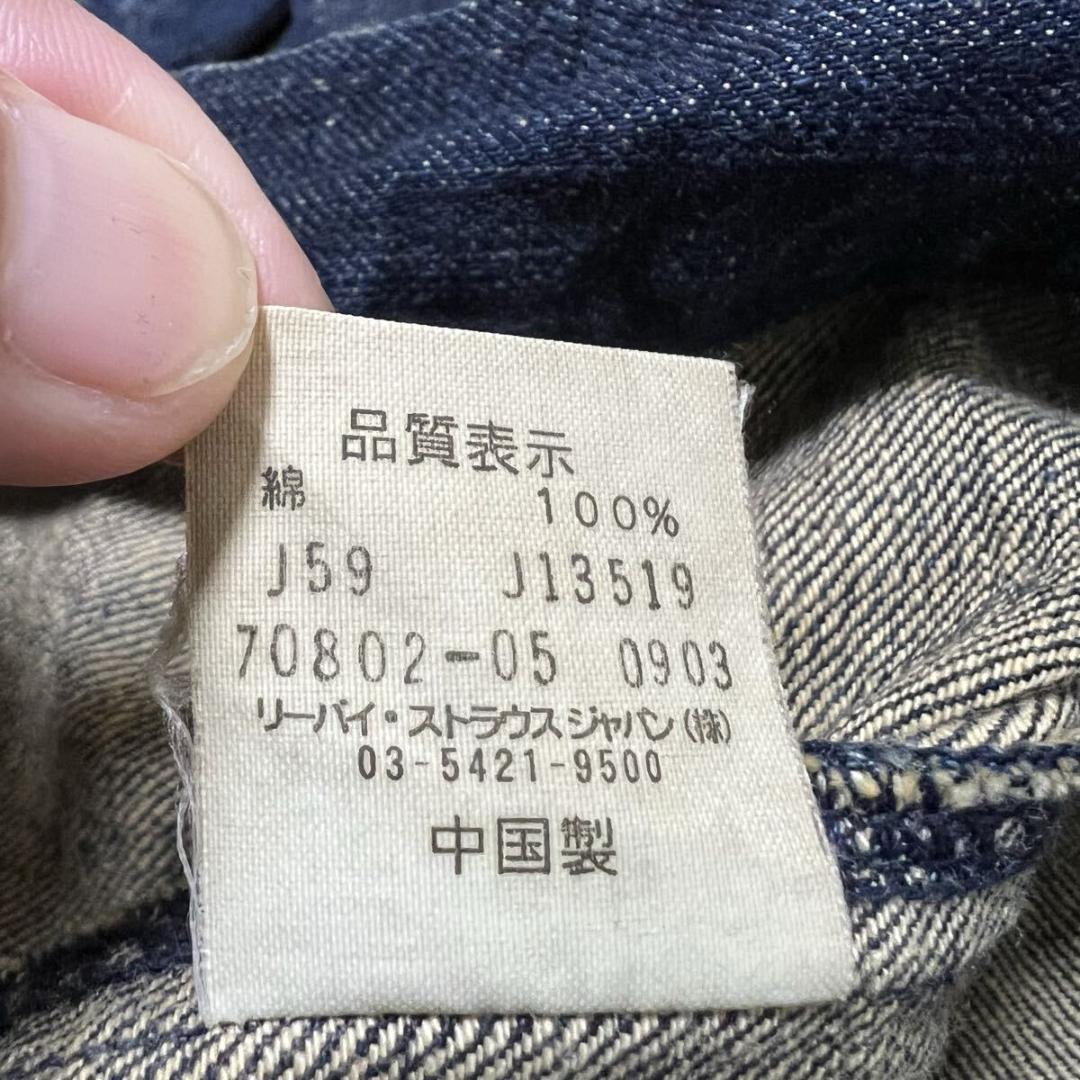 品質表示
綿 100%
J59 J13519
70802-05 0903
リーバイ・ストラウスジャパン(株)
03-5421-9500
中国製